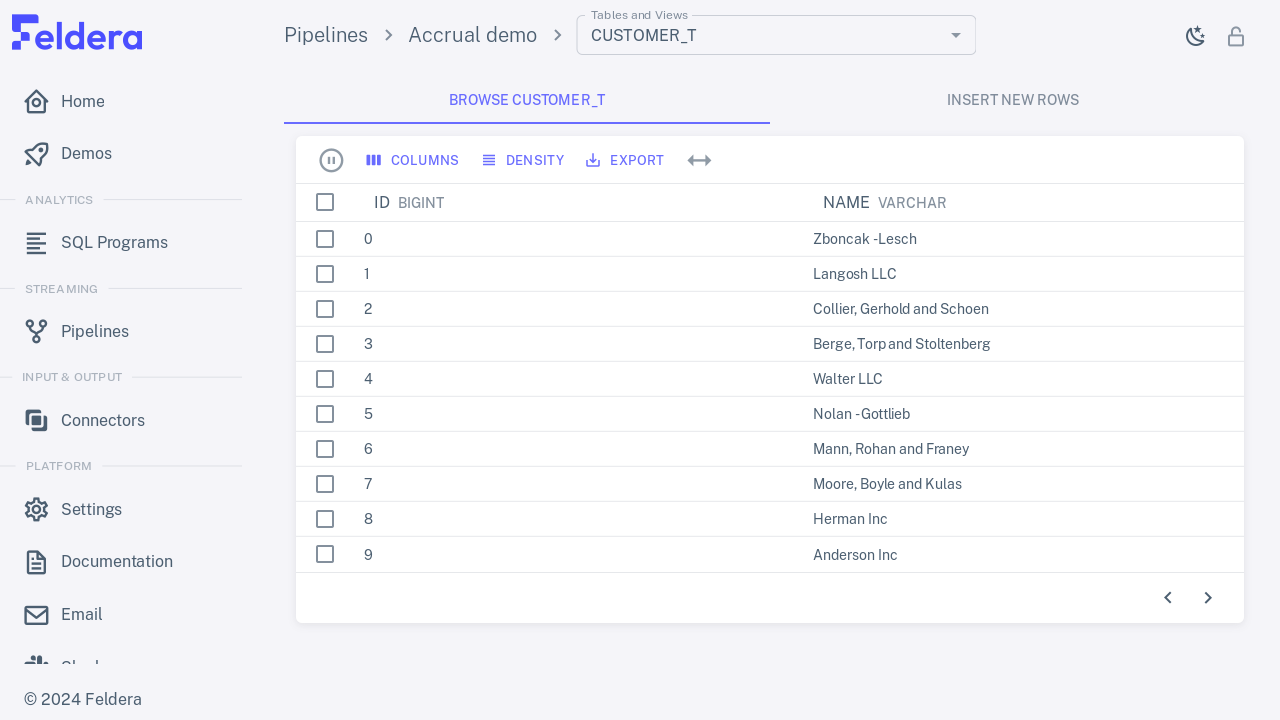 Feldera
Pipelines > Accrual demo >
Tables and Views
CUSTOMER_T
Home
Demos
ANALYTICS
SQL Programs
STREAMING
Pipelines
INPUT & OUTPUT
Connectors
PLATFORM
Settings
Documentation
Email
© 2024 Feldera
BROWSE CUSTOMER_T
INSERT NEW ROWS
COLUMNS
DENSITY
EXPORT
ID BIGINT NAME VARCHAR
0 Zboncak - Lesch
1 Langosh LLC
2 Collier, Gerhold and Schoen
3 Berge, Torp and Stoltenberg
4 Walter LLC
5 Nolan - Gottlieb
6 Mann, Rohan and Franey
7 Moore, Boyle and Kulas
8 Herman Inc
9 Anderson Inc